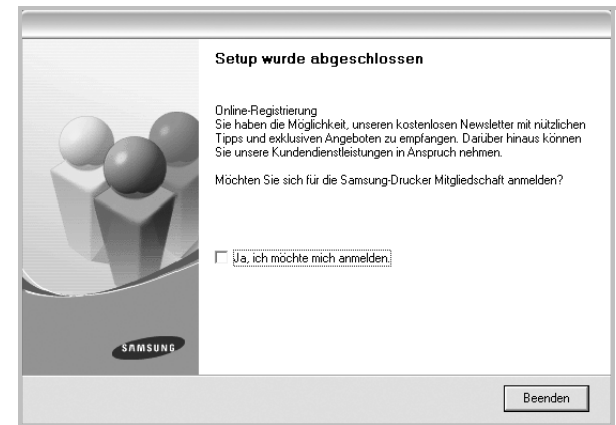 Setup wurde abgeschlossen
Online-Registrierung
Sie haben die Möglichkeit, unseren kostenlosen Newsletter mit nützlichen
Tipps und exklusiven Angeboten zu empfangen. Darüber hinaus können
Sie unsere Kundendienstleistungen in Anspruch nehmen.
Möchten Sie sich für die Samsung-Drucker Mitgliedschaft anmelden?
Ja, ich möchte mich anmelden.
SAMSUNG
Beenden